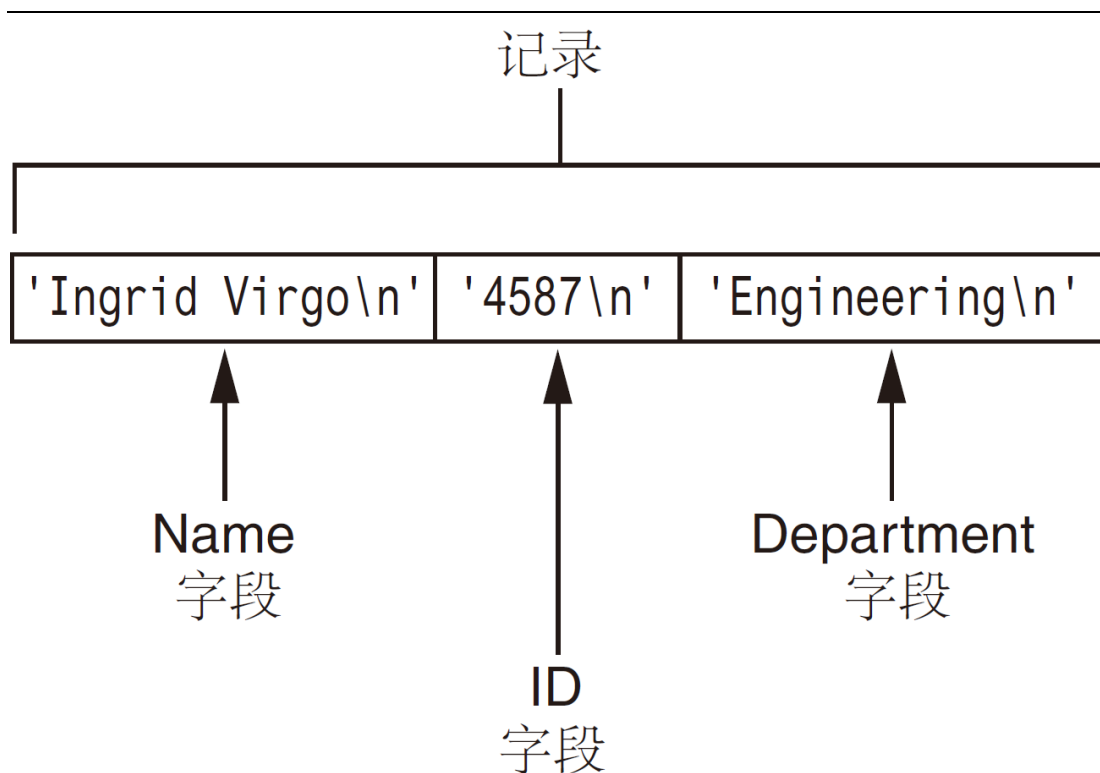 记录
'Ingrid Virgo\n' '4587\n' 'Engineering\n'
Name
字段
Department
字段
ID
字段